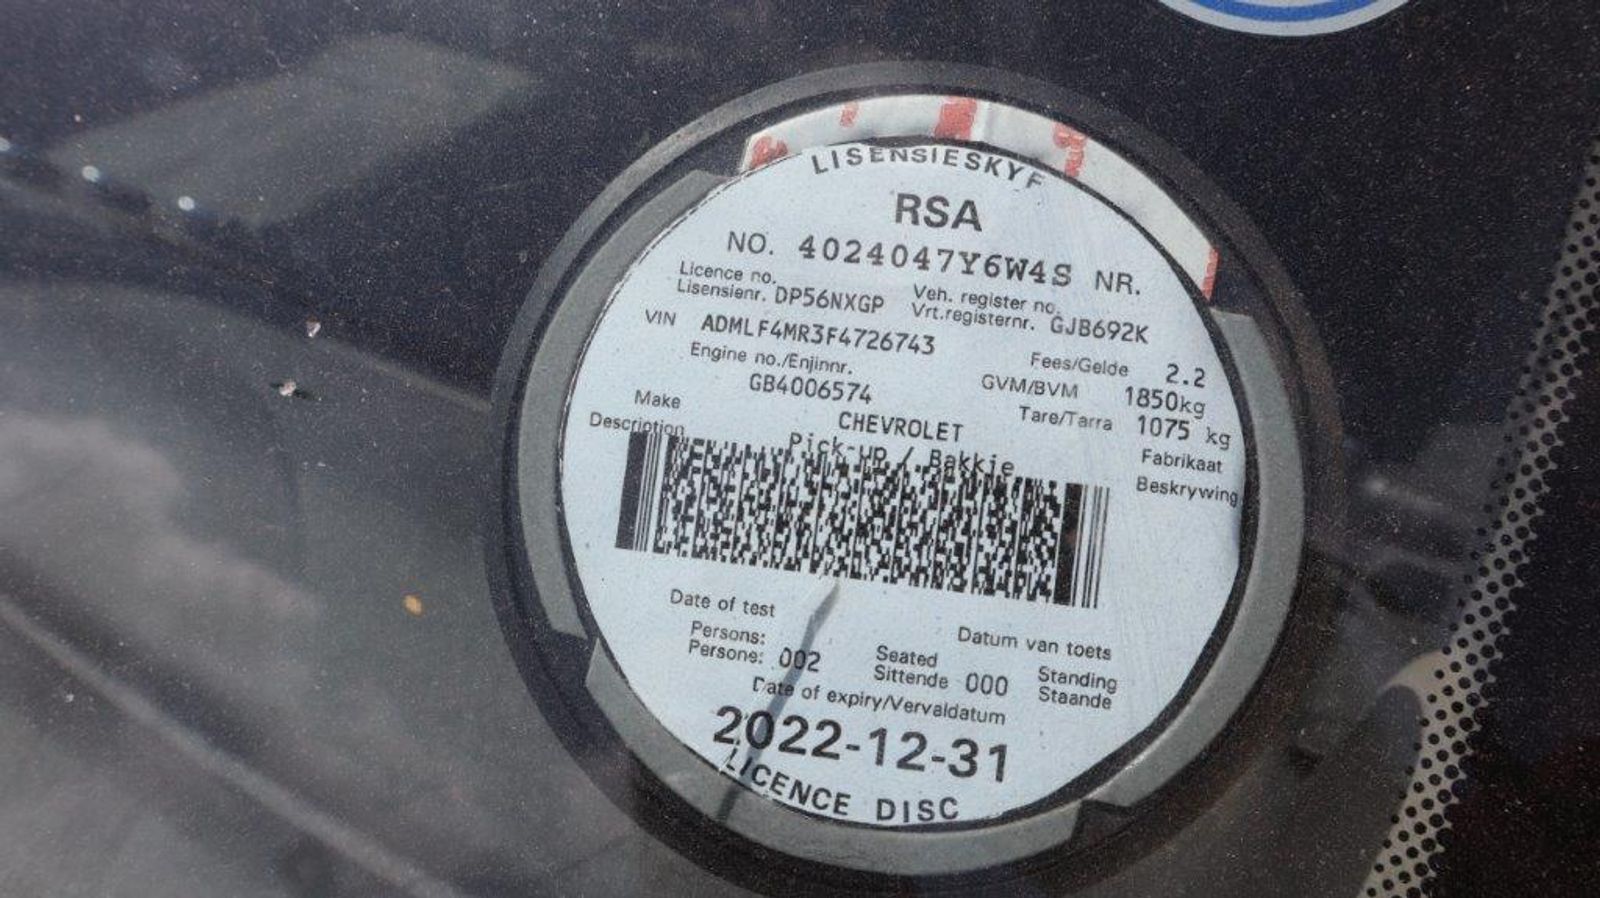 LISENSIESKYF
RSA
NO. 4024047Y6W4S NR.
Licence no. Veh. register no.
Lisensienr. DP56NXGP Vrt.registernr. GJB692K
VIN ADMLF4MR3F4726743
Fees/Gelde 2.2
Engine no./Enjinnr. GVM/BVM 1850kg
GB4006574 Tare/Tarra 1075 kg
Make CHEVROLET Fabrikaat
Description Pick-up / Bakkie Beskrywing
Date of test Datum van toets
Persons: Seated Standing
Persone: 002 Sittende 000 Staande
Date of expiry/Vervaldatum
2022-12-31
LICENCE DISC